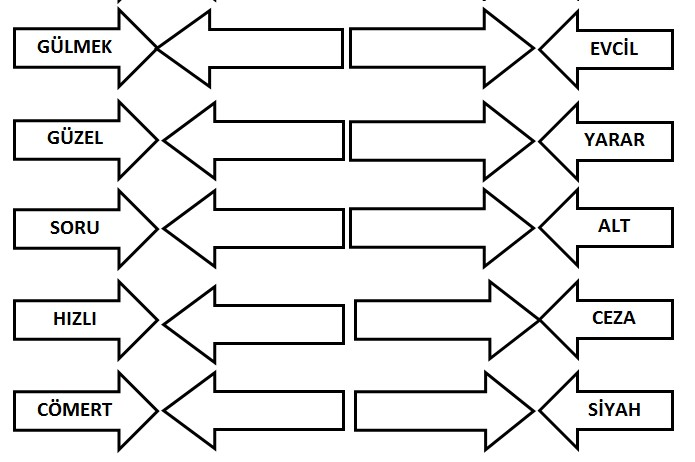 GÜLMEK
EVCİL
GÜZEL
YARAR
SORU
ALT
HIZLI
CEZA
CÖMERT
SİYAH